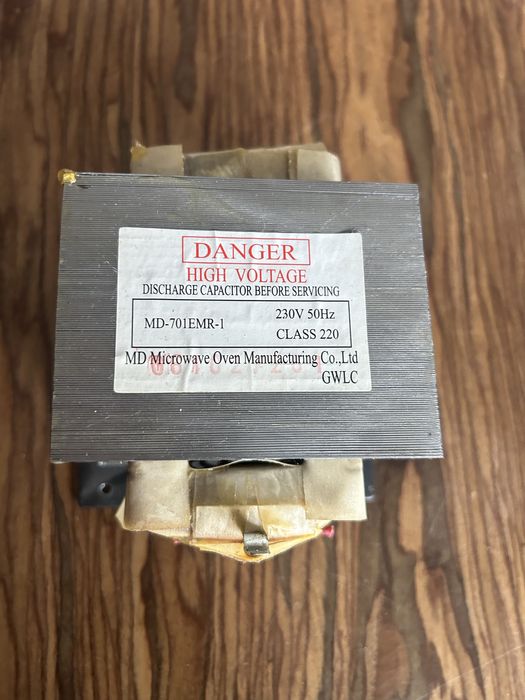 DANGER
HIGH VOLTAGE
DISCHARGE CAPACITOR BEFORE SERVICING
MD-701EMR-1
230V 50Hz
CLASS 220
MD Microwave Oven Manufacturing Co.,Ltd
GWLC